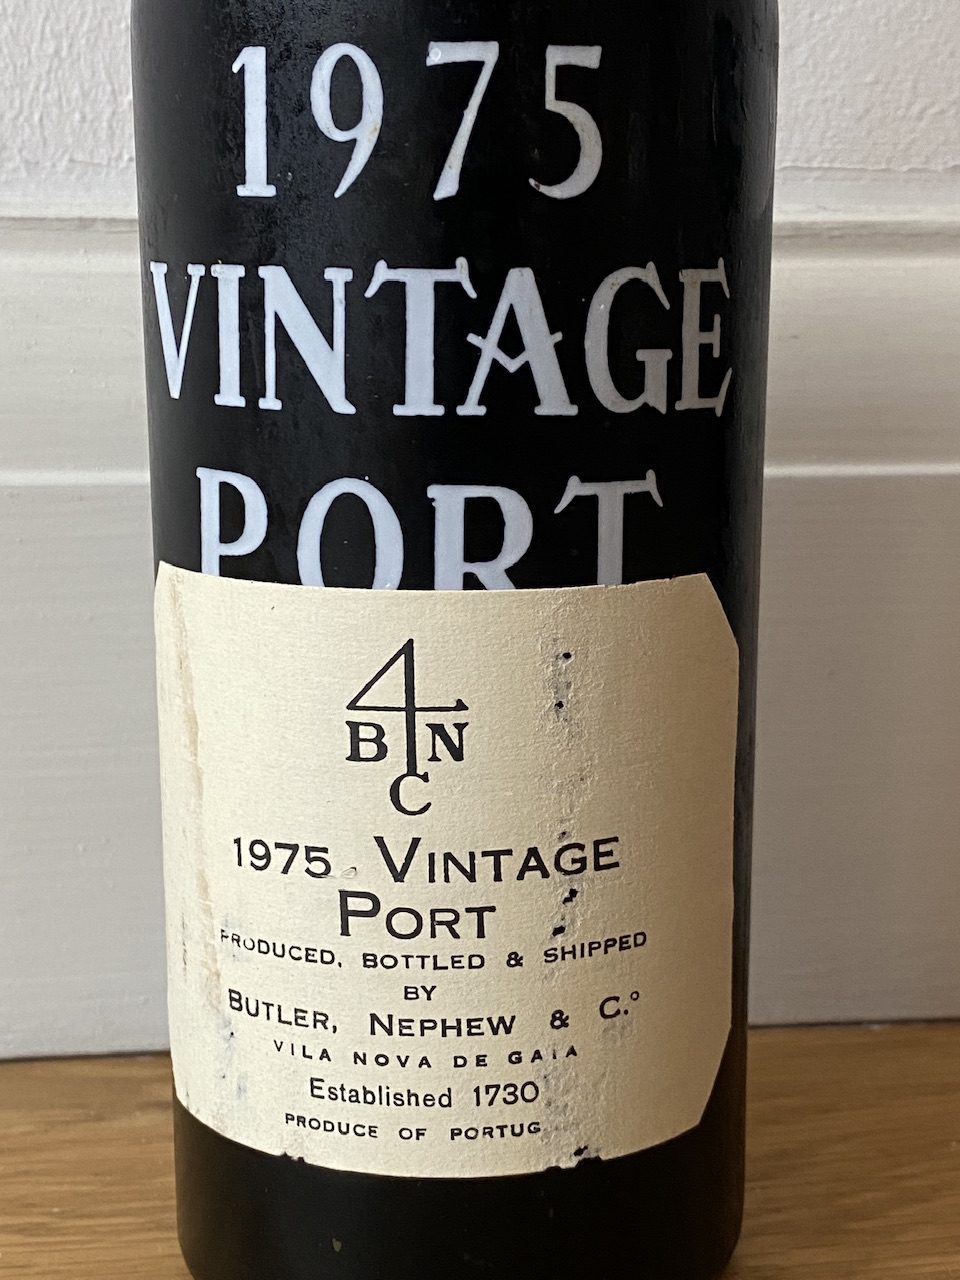 1975
VINTAGE
PORT
4
B N
C
1975 VINTAGE
PORT
PRODUCED, BOTTLED & SHIPPED
BY
BUTLER, NEPHEW & C.º
VILA NOVA DE GAIA
Established 1730
PRODUCE OF PORTUG